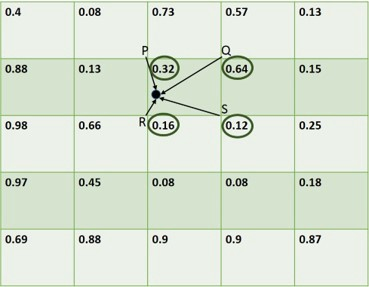 0.4 0.08 0.73 0.57 0.13
P Q
0.88 0.13 0.32 0.64 0.15
S
R
0.98 0.66 0.16 0.12 0.25
0.97 0.45 0.08 0.08 0.18
0.69 0.88 0.9 0.9 0.87